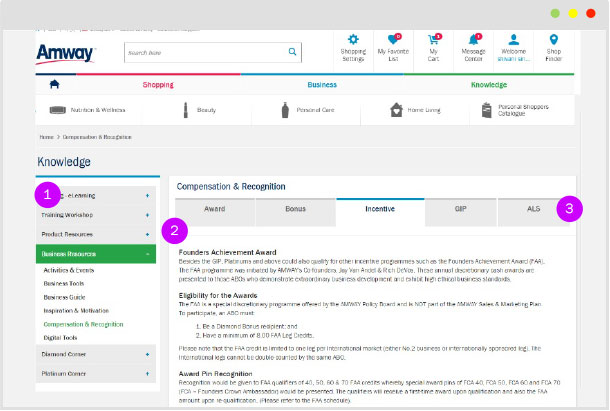 Amway
Search here
Shopping Settings
My Favorite List
My Cart
Message Center
Welcome
Shop Finder
Shopping
Business
Knowledge
Nutrition & Wellness
Beauty
Personal Care
Home Living
Personal Shoppers Catalogue
Home > Compensation & Recognition
Knowledge
1
eLearning +
Training Workshop +
Product Resources +
Business Resources -
Activities & Events
Business Tools
Business Guide
Inspiration & Motivation
Compensation & Recognition
Digital Tools
Diamond Corner +
Platinum Corner +
Compensation & Recognition
Award
Bonus
Incentive
GIP
AL5
3
2
Founders Achievement Award
Besides the GIP, Platinums and above could also qualify for other incentive programmes such as the Founders Achievement Award (FAA).
The FAA programme was initiated by AMWAY's Co-founders, Jay Van Andel & Rich DeVos. These annual discretionary cash awards are
presented to those ABOs who demonstrate extraordinary business development and exhibit high ethical business standards.
Eligibility for the Awards
The FAA is a special discretionary programme offered by the AMWAY Policy Board and is NOT part of the AMWAY Sales & Marketing Plan.
To participate, an ABO must
1. Be a Diamond Bonus recipient; and
2. Have a minimum of 8.00 FAA Leg Credits.
Please note that the FAA credit is limited to one leg per international market (either No.2 business or internationally sponsored leg). The
international legs cannot be double counted by the same ABO.
Award Pin Recognition
Recognition would be given to FAA qualifiers of 40, 50, 60 & 70 FAA credits whereby special award pins of FCA 40, FCA 50, FCA 60 and FCA 70
(FCA – Founders Crown Ambassador) would be presented. The qualifiers will receive a first-time award upon qualification and also the FAA
amount upon re-qualification. (Please refer to the FAA schedule).